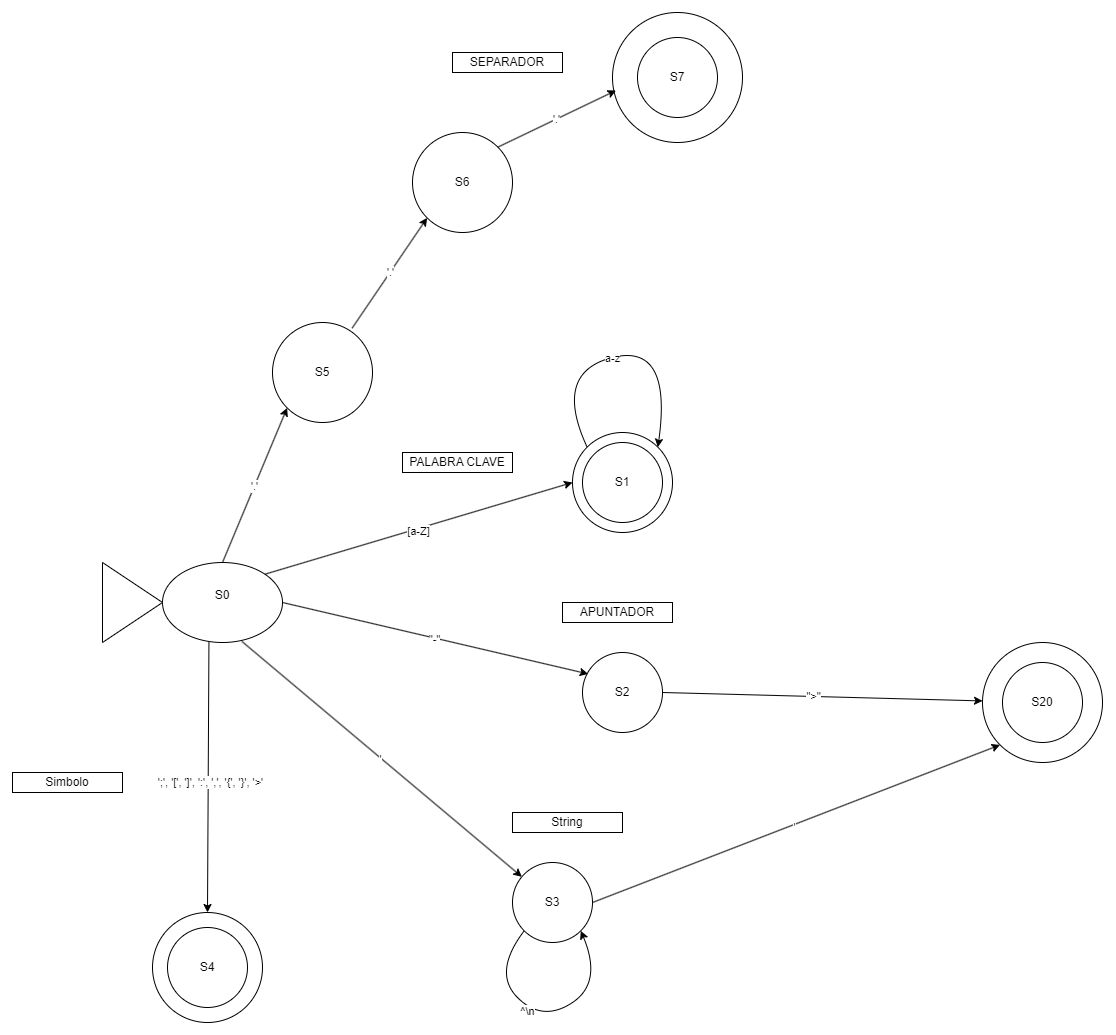 SEPARADOR
S7
'.'
S6
'.'
S5
'.'
a-z
PALABRA CLAVE
S1
[a-Z]
S0
APUNTADOR
"-"
S2
">"
S20
Simbolo
';', '[', ']', ':', ',', '{', '}', '>'
String
S3
S4
^\n